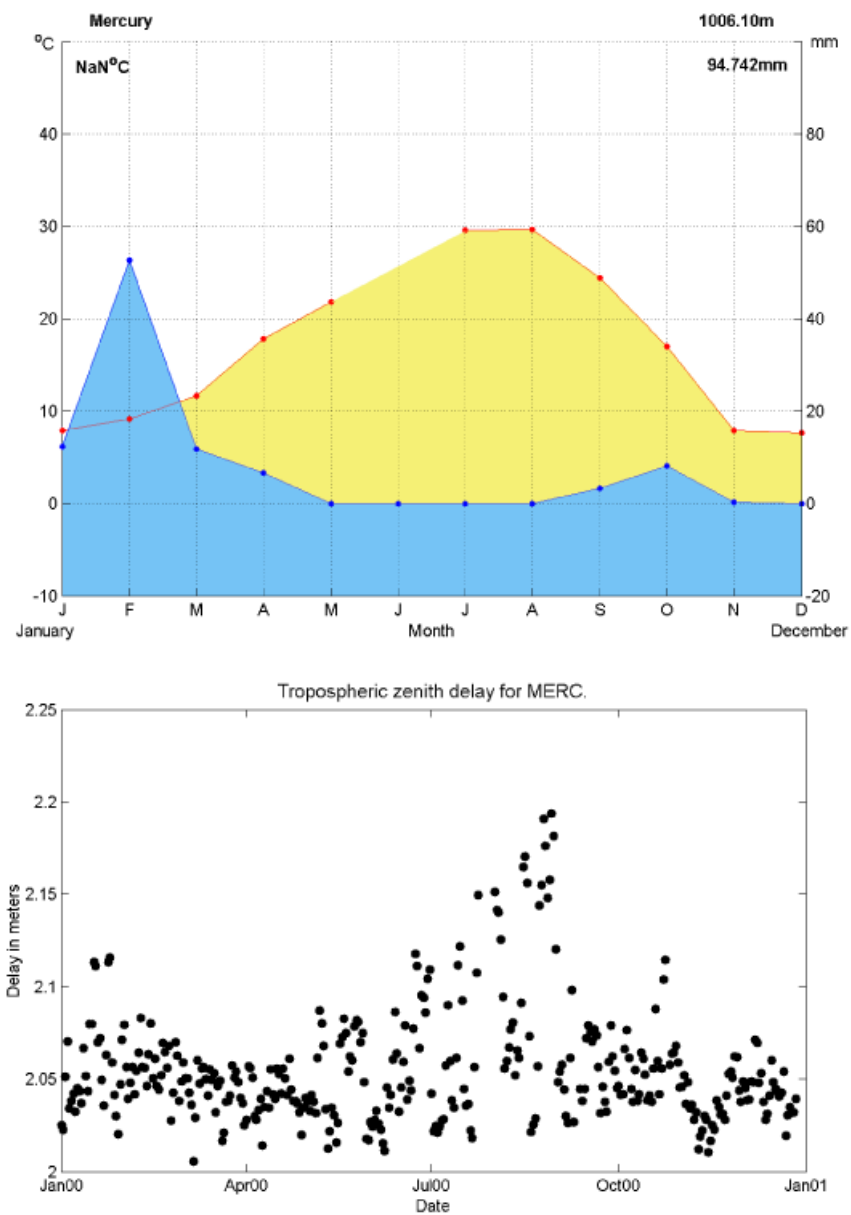 Mercury 1006.10m
°C mm
NaN°C 94.742mm
40 80
30 60
20 40
10 20
0 0
-10 -20
J F M A M J J A S O N D
January Month December
Tropospheric zenith delay for MERC.
2.25
2.2
2.15
2.1
2.05
2
Delay in meters
Jan00 Apr00 Jul00 Oct00 Jan01
Date